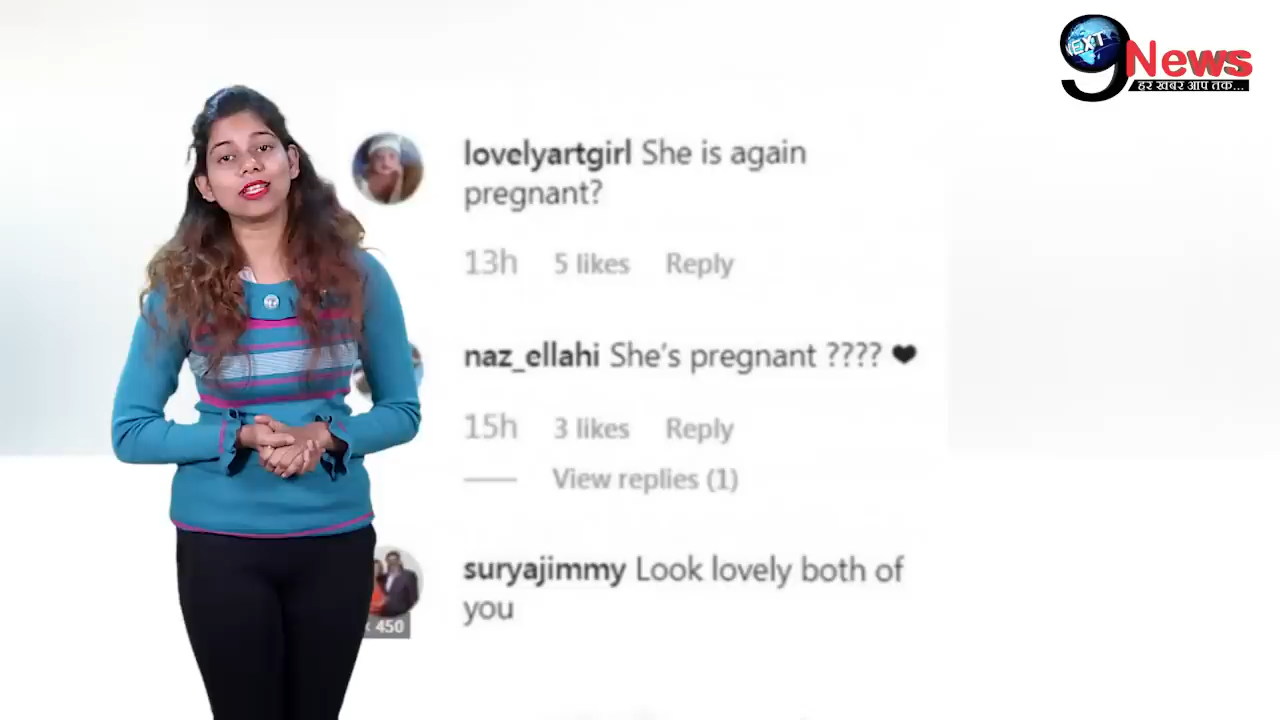 NEXT
9 News
हर खबर आप तक...
lovelyartgirl She is again
pregnant?
13h 5 likes Reply
naz_ellahi She's pregnant ???? ❤
15h 3 likes Reply
View replies (1)
suryajimmy Look lovely both of
you
× 450